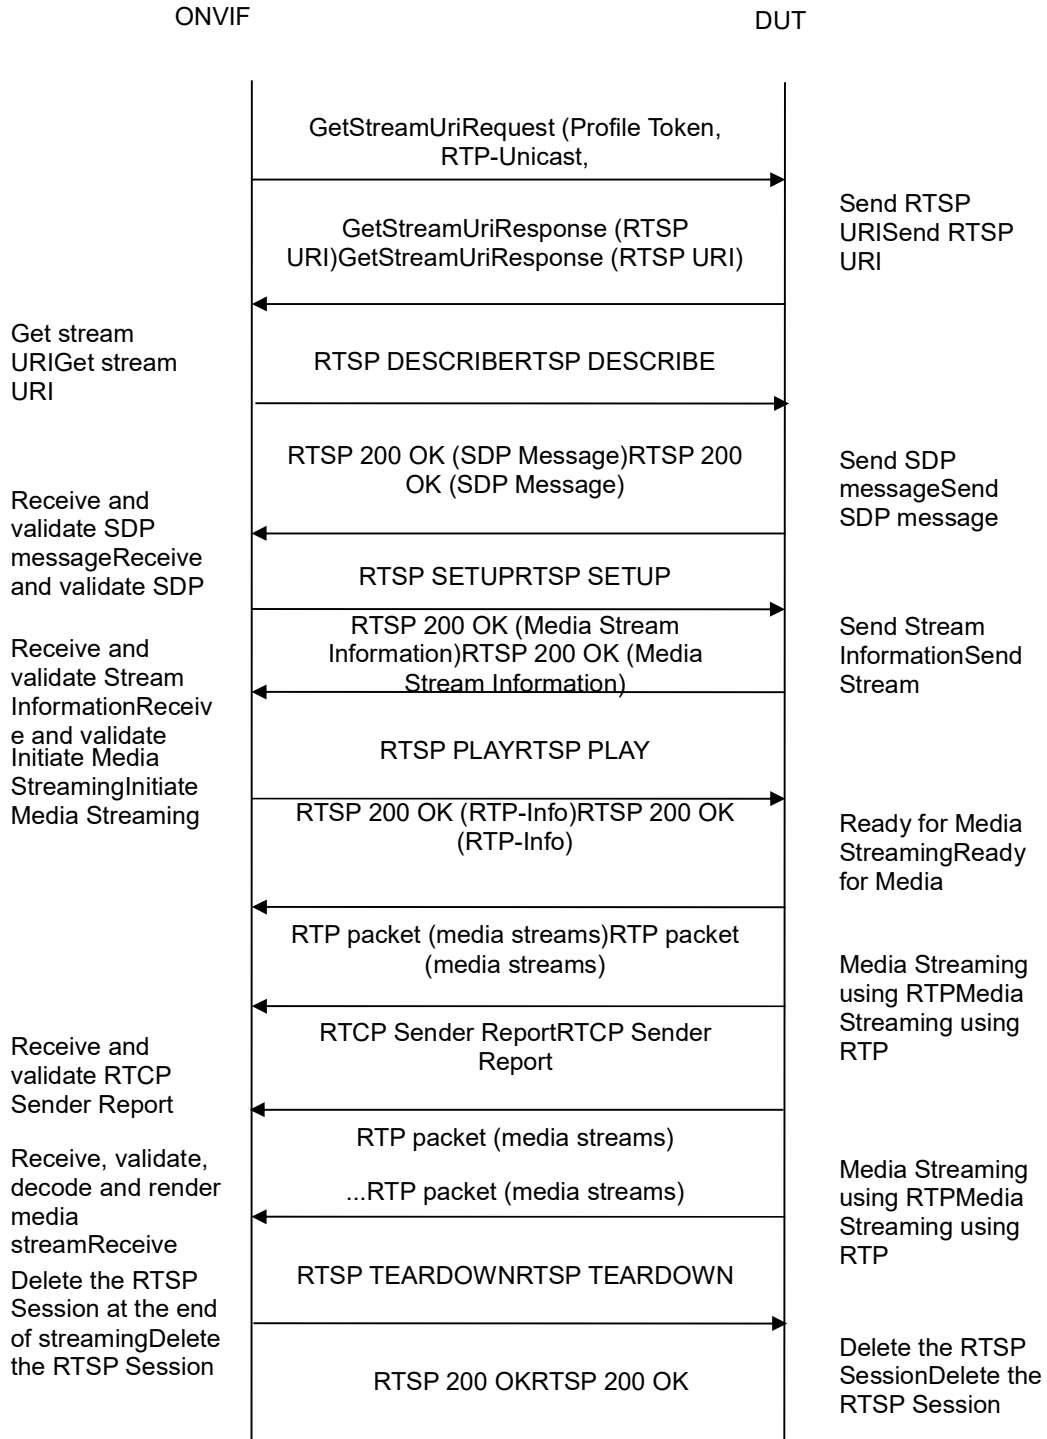 ONVIF
DUT
GetStreamUriRequest (Profile Token,
RTP-Unicast,
Send RTSP
URISend RTSP
URI
GetStreamUriResponse (RTSP
URI)GetStreamUriResponse (RTSP URI)
Get stream
URIGet stream
URI
RTSP DESCRIBERTSP DESCRIBE
RTSP 200 OK (SDP Message)RTSP 200
OK (SDP Message)
Send SDP
messageSend
SDP message
Receive and
validate SDP
messageReceive
and validate SDP
RTSP SETUPRTSP SETUP
RTSP 200 OK (Media Stream
Information)RTSP 200 OK (Media
Stream Information)
Send Stream
InformationSend
Stream
Receive and
validate Stream
InformationReceiv
e and validate
Initiate Media
StreamingInitiate
Media Streaming
RTSP PLAYRTSP PLAY
RTSP 200 OK (RTP-Info)RTSP 200 OK
(RTP-Info)
Ready for Media
StreamingReady
for Media
RTP packet (media streams)RTP packet
(media streams)
Media Streaming
using RTPMedia
Streaming using
RTP
RTCP Sender ReportRTCP Sender
Report
Receive and
validate RTCP
Sender Report
RTP packet (media streams)
...RTP packet (media streams)
Receive, validate,
decode and render
media
streamReceive
Media Streaming
using RTPMedia
Streaming using
RTP
RTSP TEARDOWNRTSP TEARDOWN
Delete the RTSP
Session at the end
of streamingDelete
the RTSP Session
Delete the RTSP
SessionDelete the
RTSP Session
RTSP 200 OKRTSP 200 OK